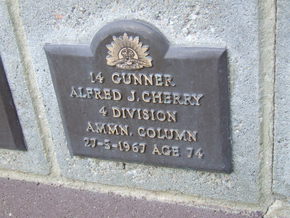 14 GUNNER
ALFRED J. CHERRY
4 DIVISION
AMMN. COLUMN
27-5-1967 AGE 74